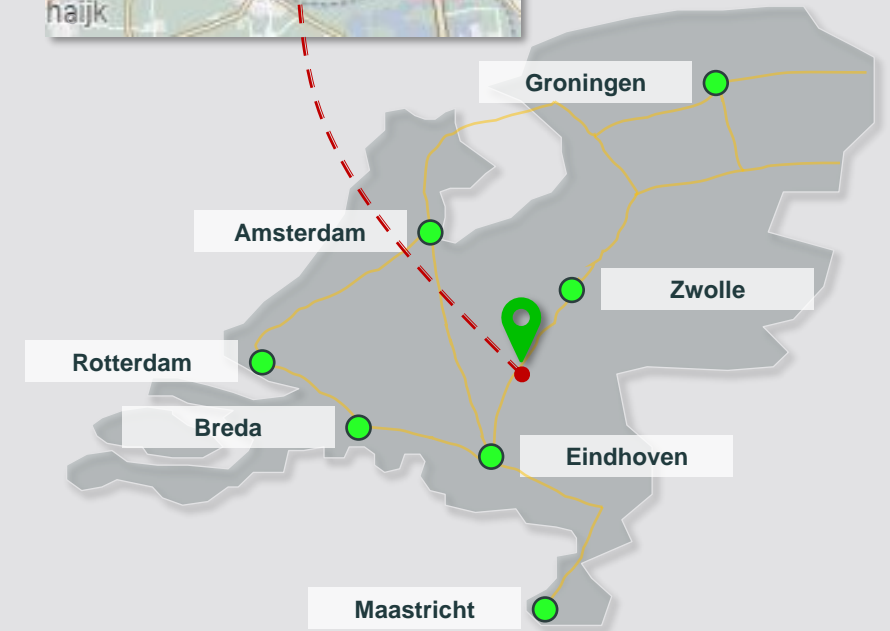 haijk
Groningen
Amsterdam
Zwolle
Rotterdam
Breda
Eindhoven
Maastricht